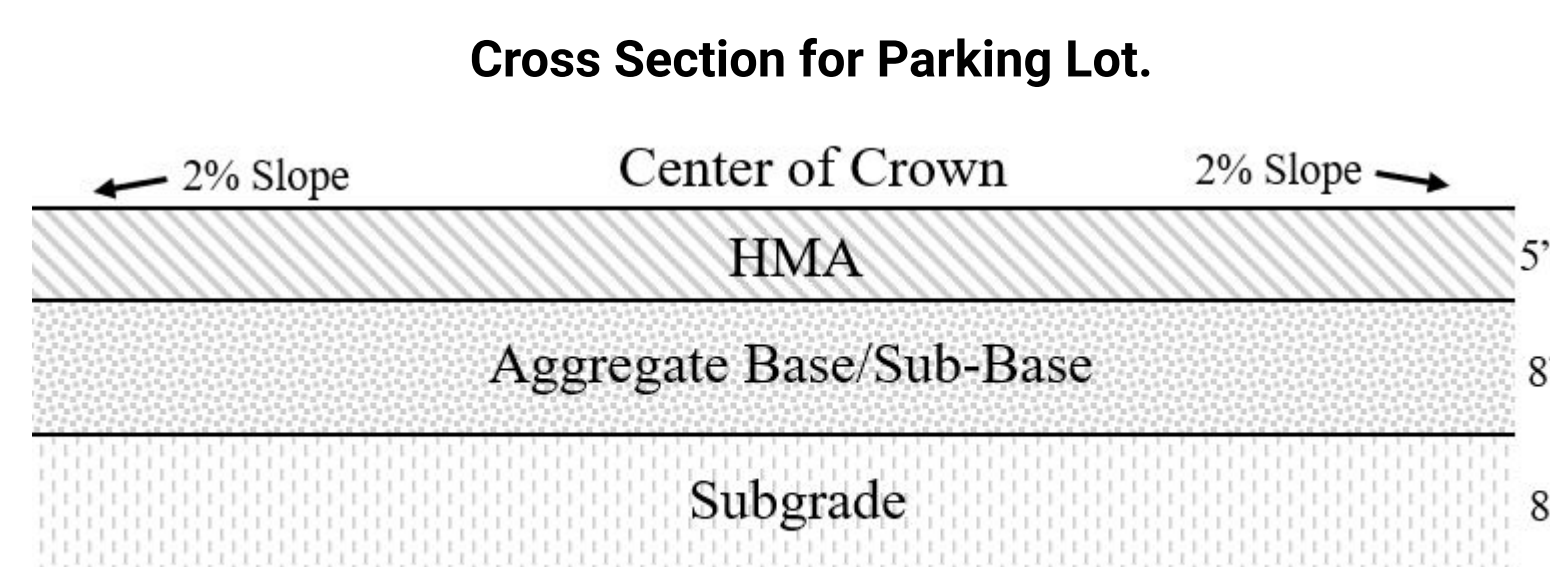 Cross Section for Parking Lot.
Center of Crown
2% Slope
2% Slope
HMA
5’
Aggregate Base/Sub-Base
8
Subgrade
8